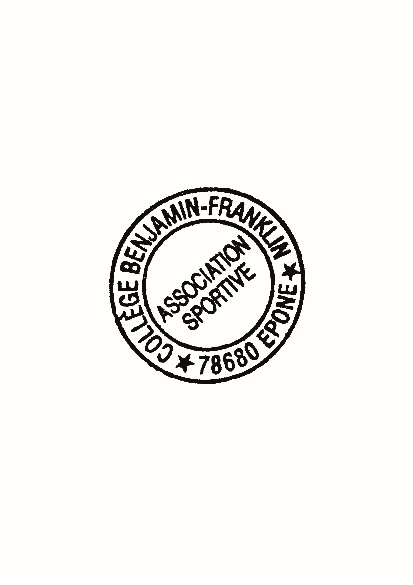 COLLÈGE BENJAMIN-FRANKLIN ★
78680 EPONE ★
ASSOCIATION
SPORTIVE